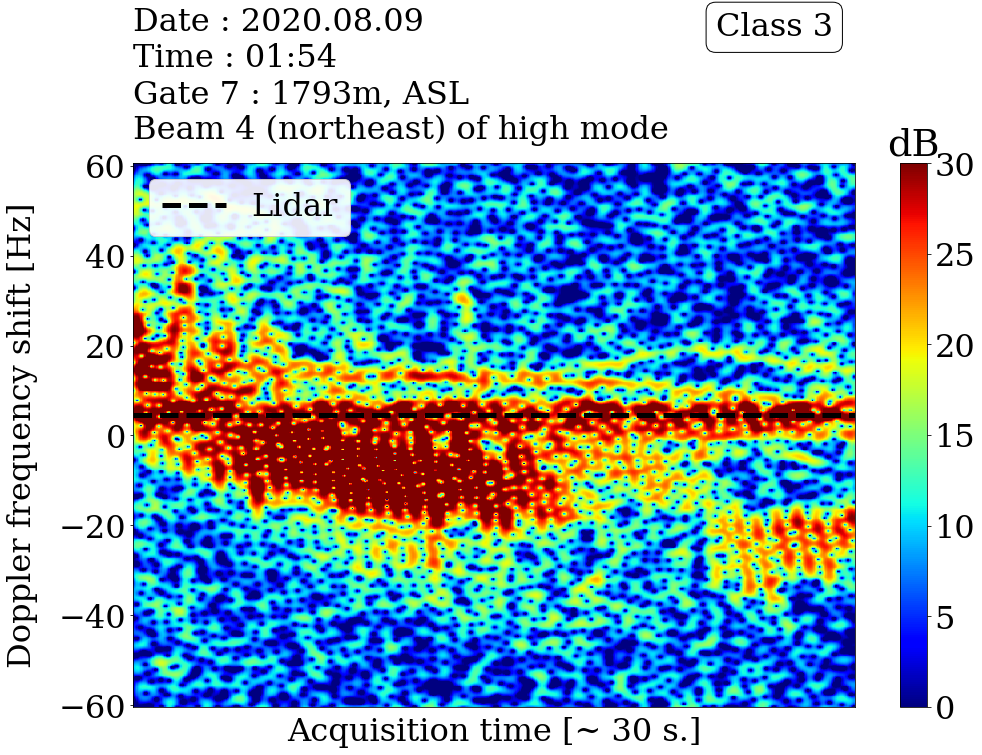 Date : 2020.08.09
Time : 01:54
Gate 7 : 1793m, ASL
Beam 4 (northeast) of high mode
Class 3
dB
Lidar
60
40
20
0
−20
−40
−60
Doppler frequency shift [Hz]
Acquisition time [~ 30 s.]
30
25
20
15
10
5
0